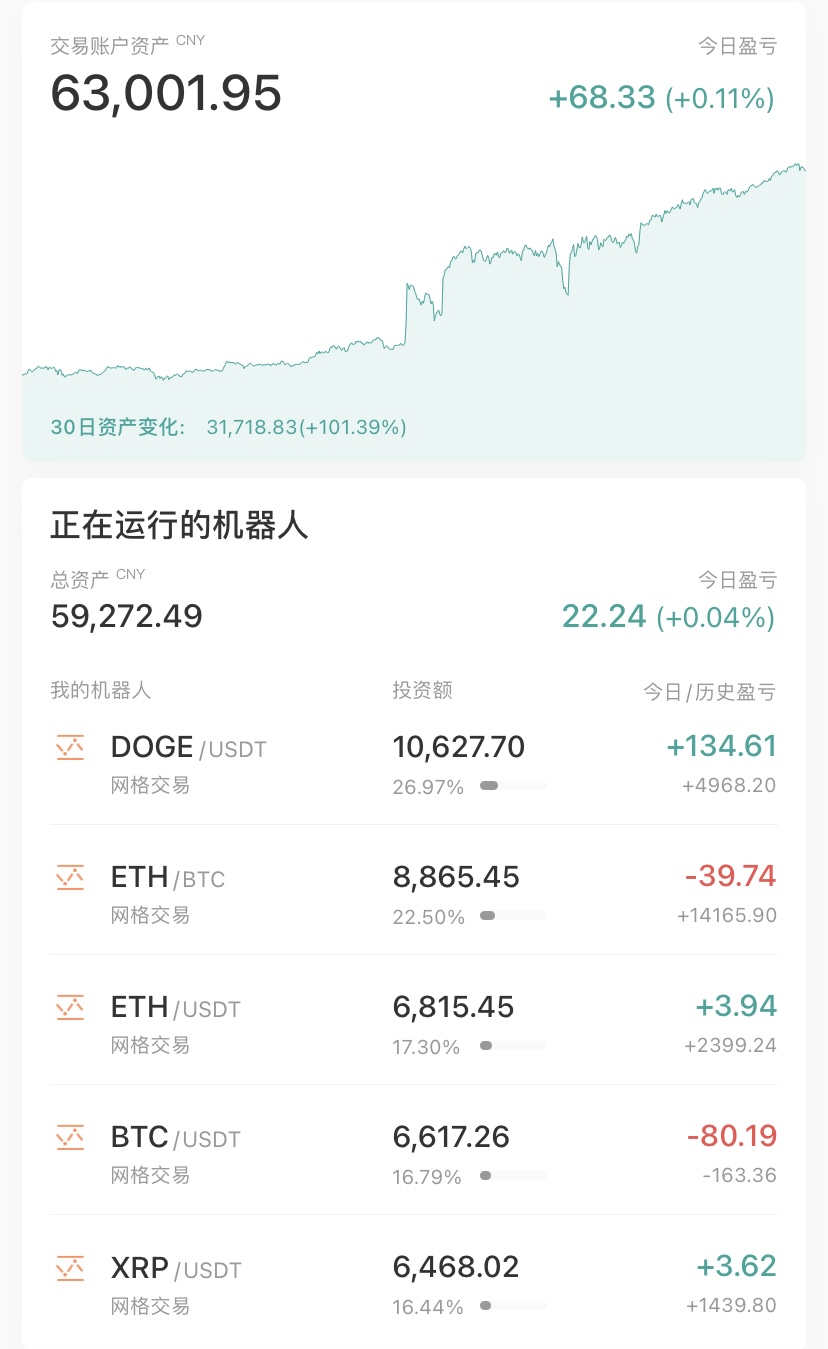 交易账户资产 CNY 今日盈亏
63,001.95 +68.33 (+0.11%)
30日资产变化: 31,718.83(+101.39%)
正在运行的机器人
总资产 CNY 今日盈亏
59,272.49 22.24 (+0.04%)
我的机器人 投资额 今日/历史盈亏
DOGE/USDT 10,627.70 +134.61
网格交易 26.97% +4968.20
ETH/BTC 8,865.45 -39.74
网格交易 22.50% +14165.90
ETH/USDT 6,815.45 +3.94
网格交易 17.30% +2399.24
BTC/USDT 6,617.26 -80.19
网格交易 16.79% -163.36
XRP/USDT 6,468.02 +3.62
网格交易 16.44% +1439.80